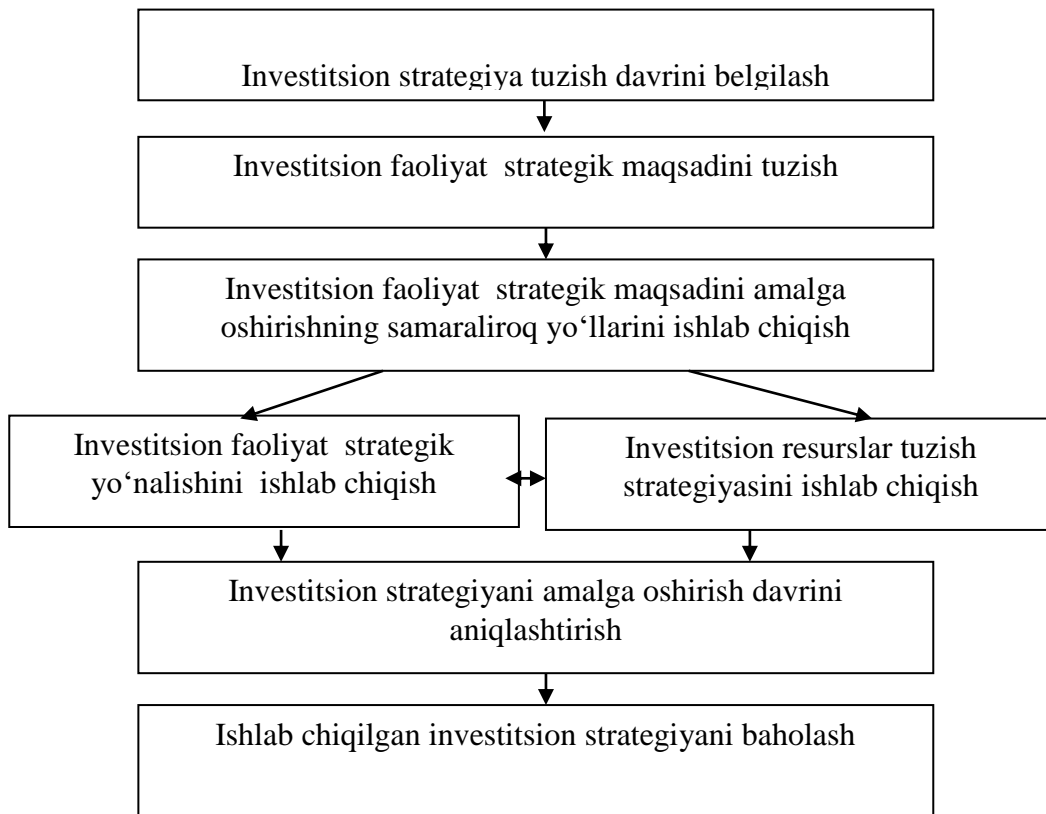 Investitsion strategiya tuzish davrini belgilash
Investitsion faoliyat strategik maqsadini tuzish
Investitsion faoliyat strategik maqsadini amalga
oshirishning samaraliroq yo‘llarini ishlab chiqish
Investitsion faoliyat strategik
yo‘nalishini ishlab chiqish
Investitsion resurslar tuzish
strategiyasini ishlab chiqish
Investitsion strategiyani amalga oshirish davrini
aniqlashtirish
Ishlab chiqilgan investitsion strategiyani baholash